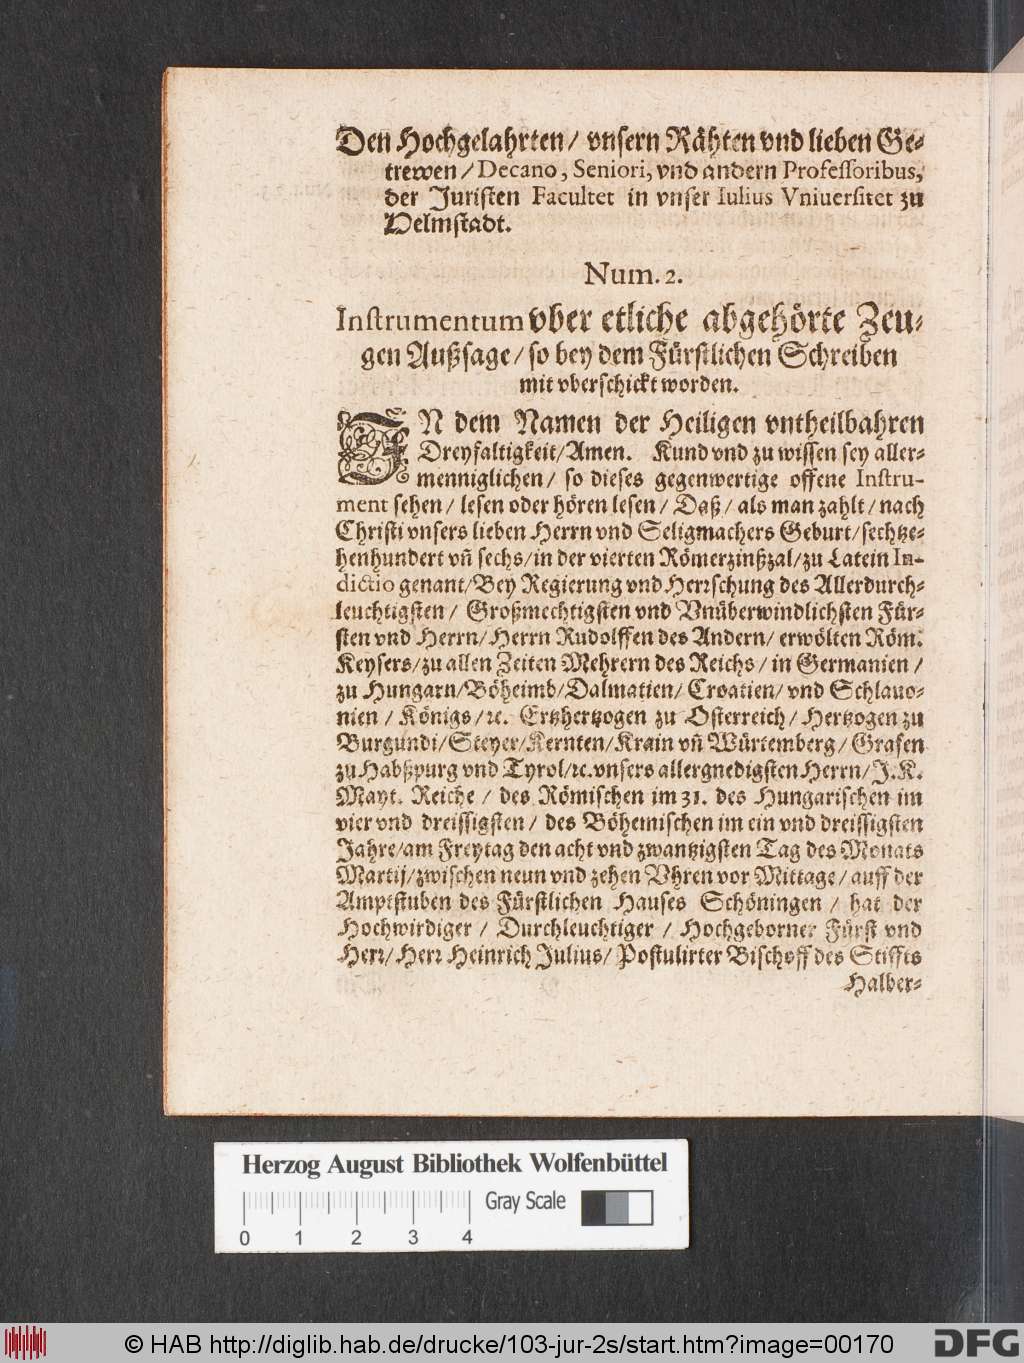 Den Hochgelahrten/ vnsern Rähten vnd lieben Ge-
trewen/ Decano, Seniori, vnd andern Professoribus,
der Juristen Facultet in vnser Iulius Vniuersitet zu
Helmstadt.
Num. 2.
Instrumentum vber etliche abgehörte Zeu-
gen Außsage/ so bey dem Fürstlichen Schreiben
mit vberschickt worden.
IN dem Namen der Heiligen vntheilbahren
Dreyfaltigkeit/ Amen. Kund vnd zu wissen sey aller-
menniglichen/ so dieses gegenwertige offene Instru-
ment sehen/ lesen oder hören lesen/ Daß/ als man zahlt/ nach
Christi vnsers lieben Herrn vnd Seligmachers Geburt/ sechtze-
henhundert vñ sechs/ in der vierten Römerzinßzal/ zu Latein In-
dictio genant/ Bey Regierung vnd Herrschung des Allerdurch-
leuchtigsten/ Großmechtigsten vnd Vnüberwindlichsten Für-
sten vnd Herrn/ Herrn Rudolffen des Andern/ erwölten Röm.
Keysers/ zu allen Zeiten Mehrern des Reichs/ in Germanien/
zu Hungarn/ Böheimb/ Dalmatien/ Croatien/ vnd Schlavo-
nien/ Königs/ ꝛc. Ertzhertzogen zu Osterreich/ Hertzogen zu
Burgundi/ Steyer/ Kernten/ Krain vñ Würtemberg/ Grafen
zu Habßpurg vnd Tyrol/ ꝛc. vnsers allergnedigsten Herrn/ J. K.
Mayt. Reiche/ des Römischen im 31. des Hungarischen im
vier vnd dreissigsten/ des Böhemischen im ein vnd dreissigsten
Jahre/ am Freytag den acht vnd zwantzigsten Tag des Monats
Martij/ zwischen neun vnd zehen Vhren vor Mittage/ auff der
Amptstuben des Fürstlichen Hauses Schöningen/ hat der
Hochwirdiger/ Durchleuchtiger/ Hochgeborner Fürst vnd
Herr/ Herr Heinrich Julius/ Postulirter Bischoff des Stiffts
Halber-
Herzog August Bibliothek Wolfenbüttel
Gray Scale
0 1 2 3 4
© HAB http://diglib.hab.de/drucke/103-jur-2s/start.htm?image=00170
DFG